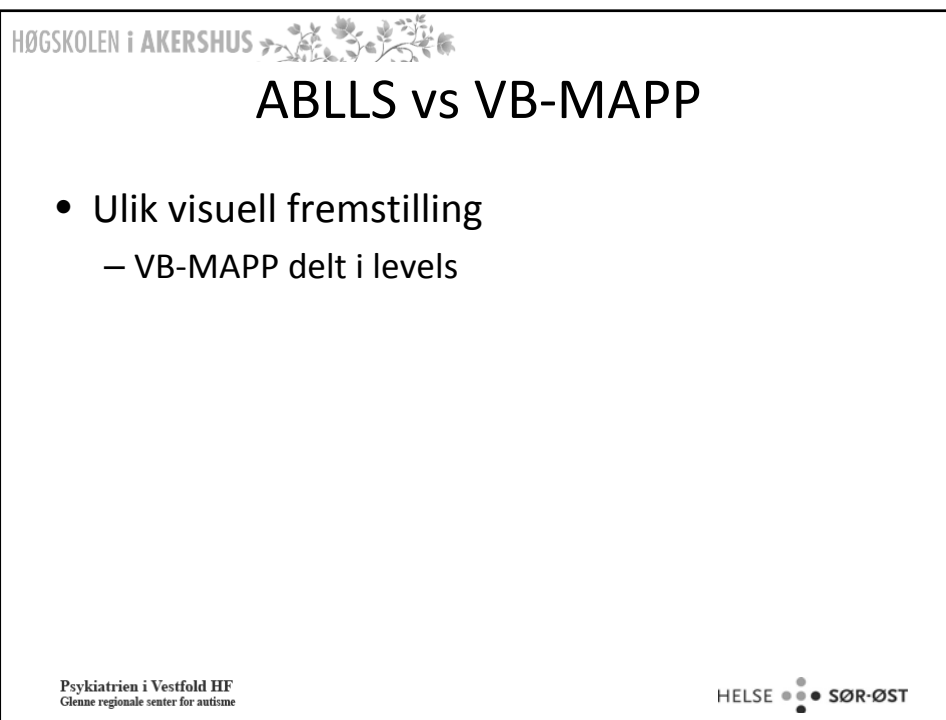 HØGSKOLEN i AKERSHUS
ABLLS vs VB-MAPP
• Ulik visuell fremstilling
– VB-MAPP delt i levels
Psykiatrien i Vestfold HF
Glenne regionale senter for autisme
HELSE SØR-ØST